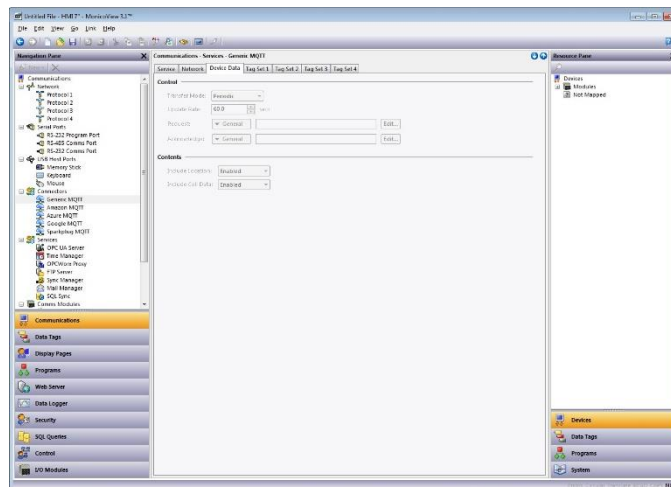 Untitled File - HMI 7" - MonicoView 3.1™
File Edit View Go Link Help
Navigation Pane
Communications - Services - Generic MQTT
Resource Pane
Service Network Device Data Tag Set 1 Tag Set 2 Tag Set 3 Tag Set 4
Communications
Network
Protocol 1
Protocol 2
Protocol 3
Protocol 4
Serial Ports
RS-232 Program Port
RS-485 Comms Port
RS-232 Comms Port
USB Host Ports
Memory Stick
Keyboard
Mouse
Connectors
Generic MQTT
Amazon MQTT
Azure MQTT
Google MQTT
Sparkplug MQTT
Services
OPC UA Server
Time Manager
OPCWorx Proxy
FTP Server
Sync Manager
Mail Manager
SQL Sync
Comms Modules
Control
Transfer Mode: Periodic
Update Rate: 60.0
General Edit...
General Edit...
Contents
Include Location: Enabled
Include Cell Data: Enabled
Devices
Modules
Not Mapped
Communications
Data Tags
Display Pages
Programs
Web Server
Data Logger
Security
SQL Queries
Control
I/O Modules
Devices
Data Tags
Programs
System